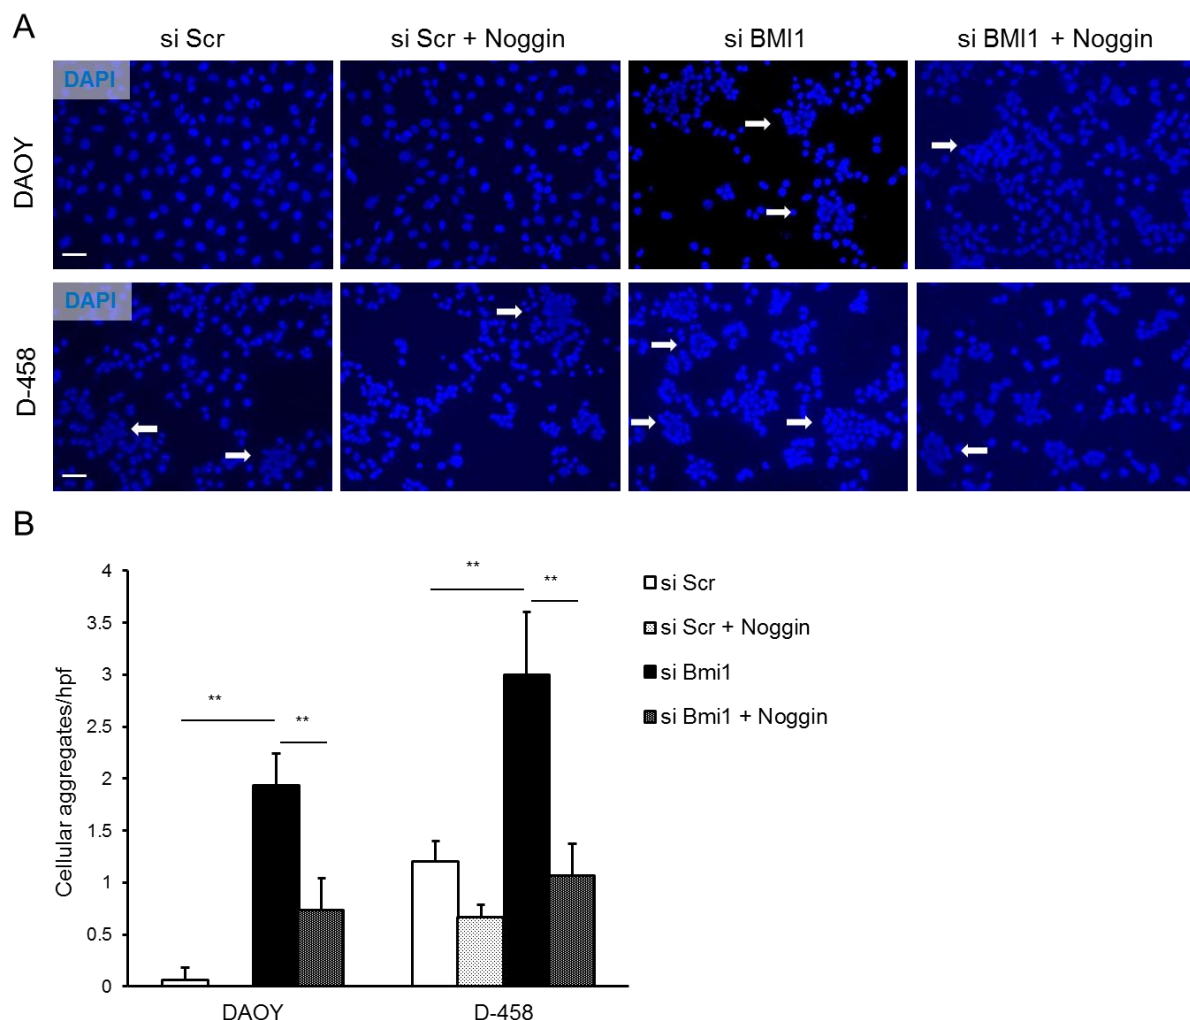 A
si Scr
si Scr + Noggin
si BMI1
si BMI1 + Noggin
DAOY
DAPI
D-458
DAPI
B
Cellular aggregates/hpf
4
3.5
3
2.5
2
1.5
1
0.5
0
**
**
**
**
DAOY
D-458
si Scr
si Scr + Noggin
si Bmi1
si Bmi1 + Noggin